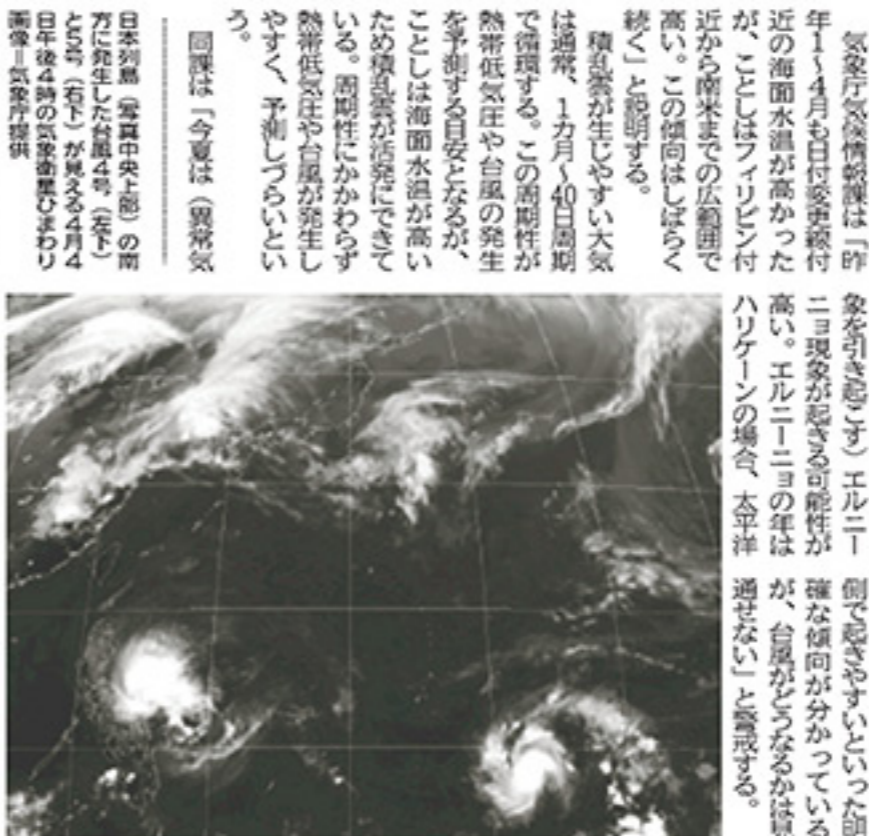 気象庁気候情報課は「昨
年1〜4月も日付変更線付
近の海面水温が高かった
が、ことしはフィリピン付
近から南米までの広範囲で
高い。この傾向はしばらく
続く」と説明する。
積乱雲が生じやすい大気
は通常、1カ月〜40日周期
で循環する。この周期性が
熱帯低気圧や台風の発生
を予測する目安となるが、
ことしは海面水温が高い
ため積乱雲が活発にできて
いる。周期性にかかわらず
熱帯低気圧や台風が発生し
やすく、予測しづらいとい
う。
同課は「今夏は(異常気
象を引き起こす)エルニー
ニョ現象が起きる可能性が
高い。エルニーニョの年は
ハリケーンの場合、太平洋
側で起きやすいといった明
確な傾向が分かっている
が、台風がどうなるかは見
通せない」と警戒する。
日本列島(写真中央上部)の南
方に発生した台風4号(左下)
と5号(右下)が見える4月4
日午後4時の気象衛星ひまわり
画像=気象庁提供